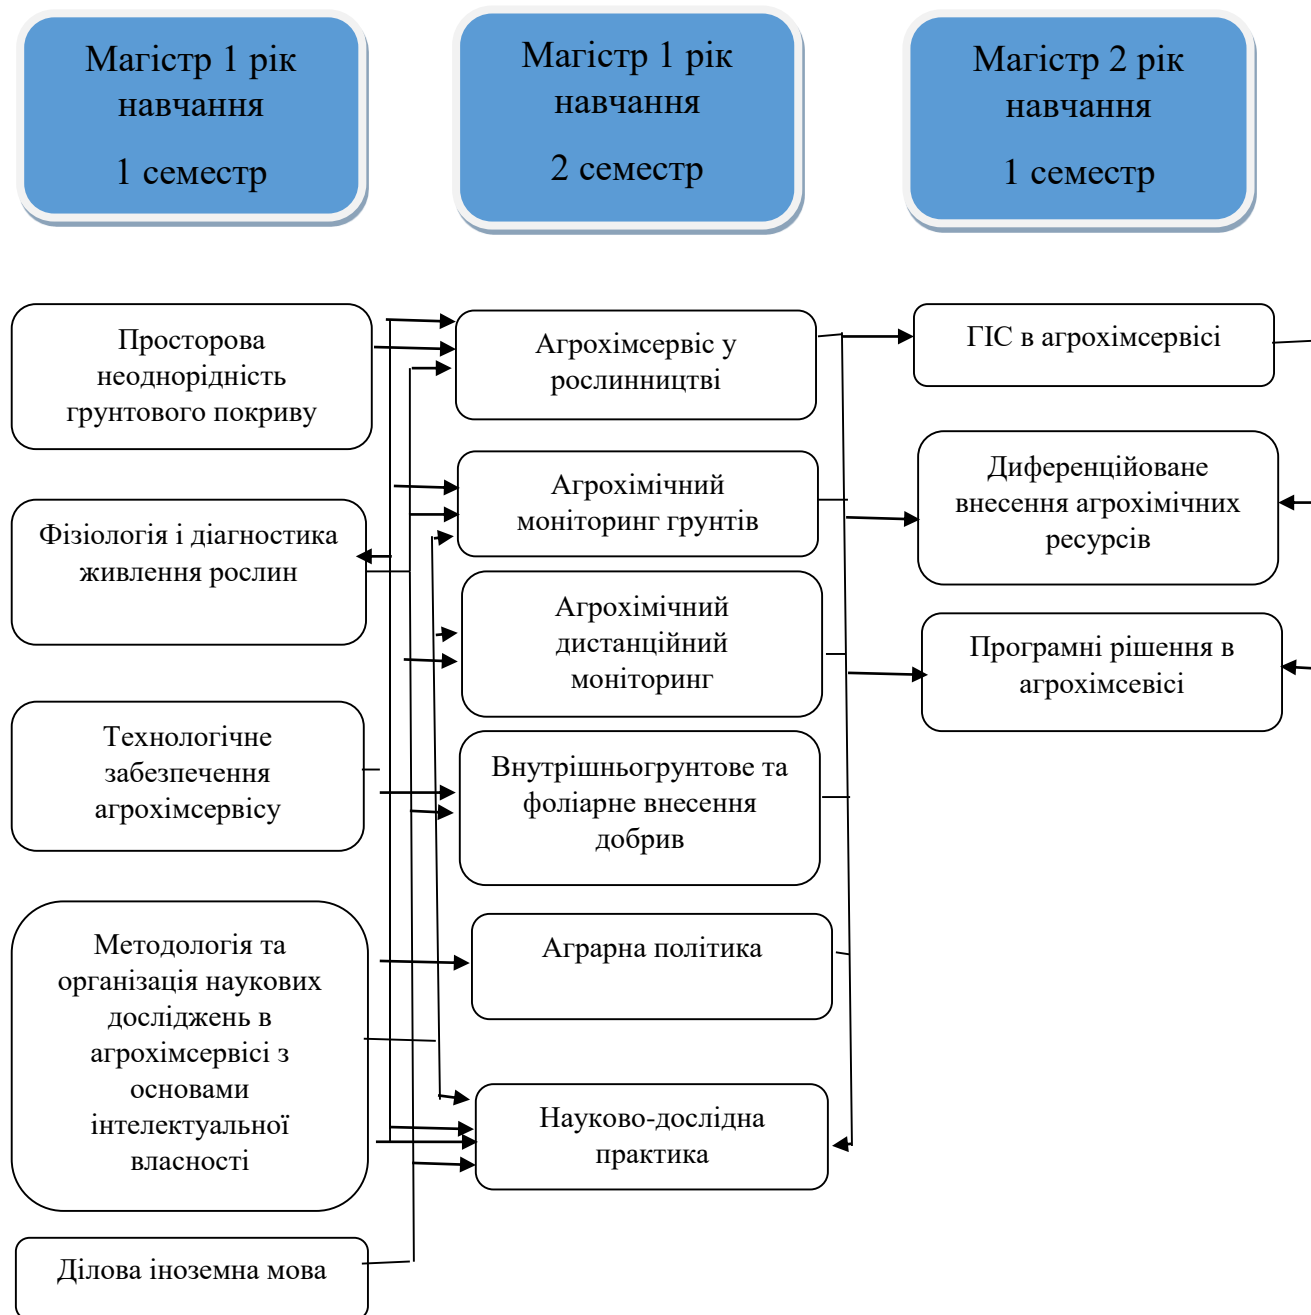 Магістр 1 рік
навчання
1 семестр
Магістр 1 рік
навчання
2 семестр
Магістр 2 рік
навчання
1 семестр
Просторова
неоднорідність
грунтового покриву
Фізіологія і діагностика
живлення рослин
Технологічне
забезпечення
агрохімсервісу
Методологія та
організація наукових
досліджень в
агрохімсервісі з
основами
інтелектуальної
власності
Ділова іноземна мова
Агрохімсервіс у
рослинництві
Агрохімічний
моніторинг грунтів
Агрохімічний
дистанційний
моніторинг
Внутрішньогрунтове та
фоліарне внесення
добрив
Аграрна політика
Науково-дослідна
практика
ГІС в агрохімсервісі
Диференційоване
внесення агрохімічних
ресурсів
Програмні рішення в
агрохімсевісі